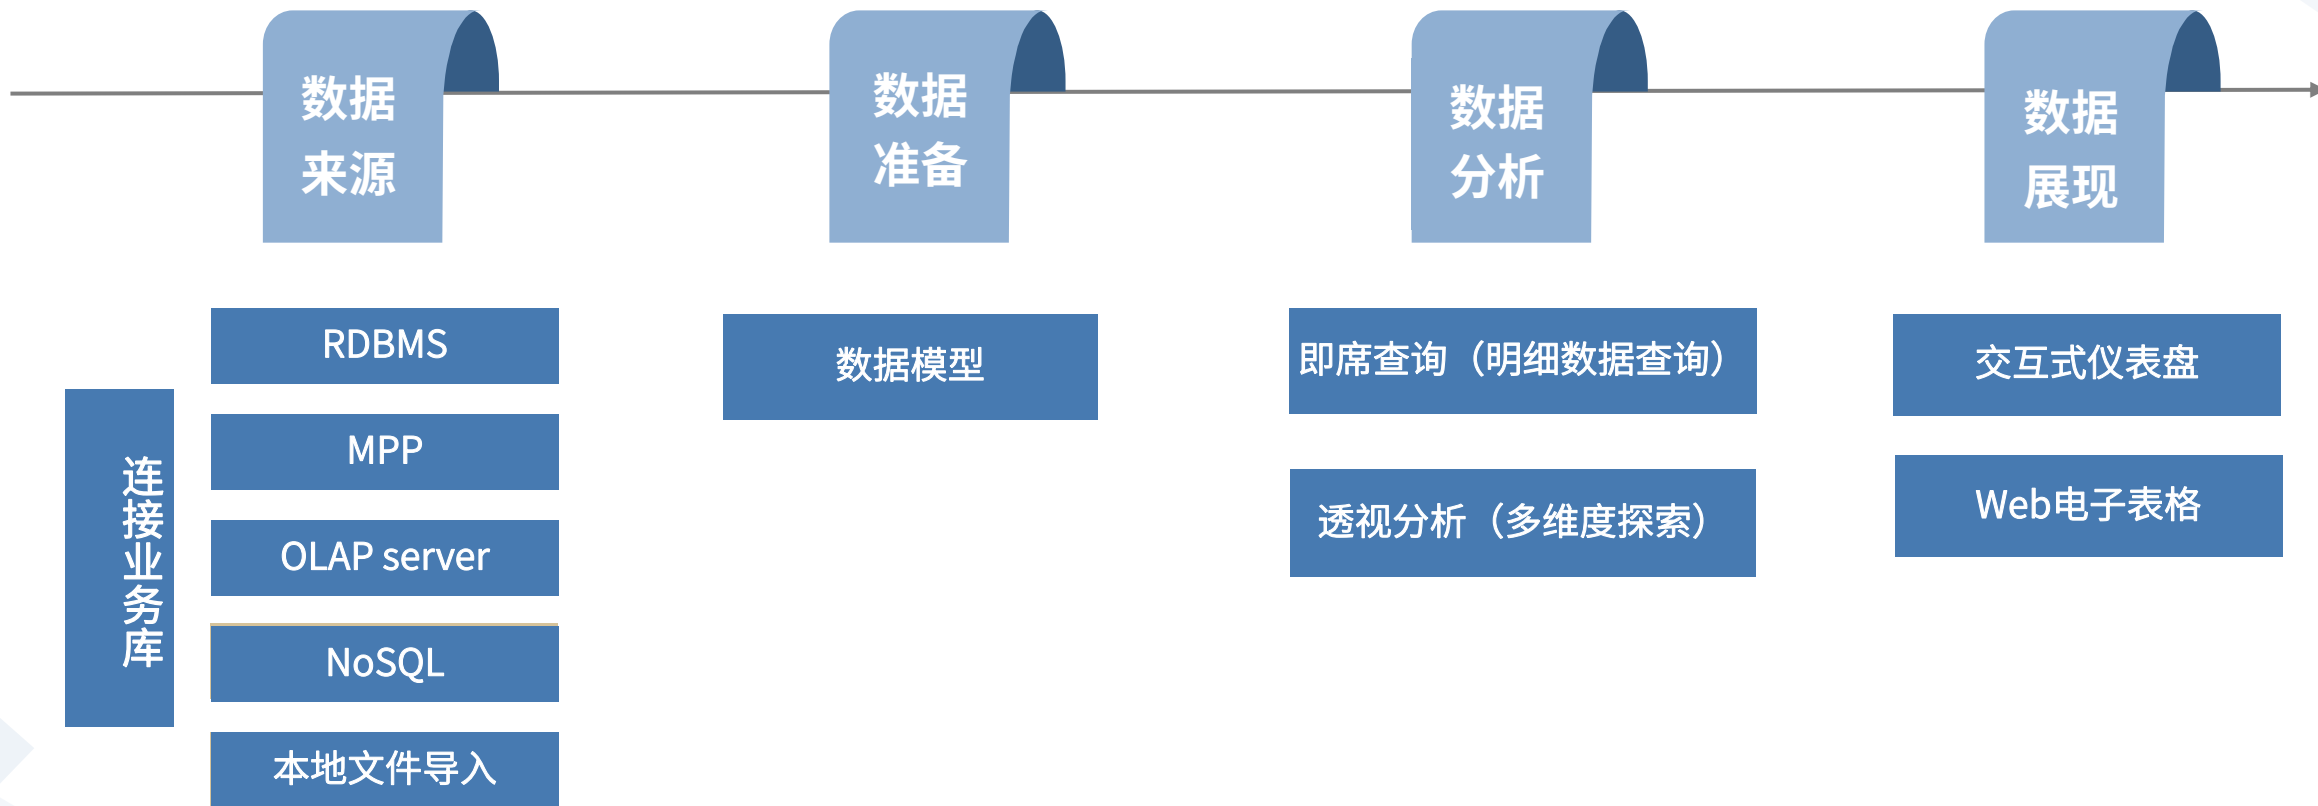 数据
来源
数据
准备
数据
分析
数据
展现
连接业务库
RDBMS
MPP
OLAP server
NoSQL
本地文件导入
数据模型
即席查询（明细数据查询）
透视分析（多维度探索）
交互式仪表盘
Web电子表格